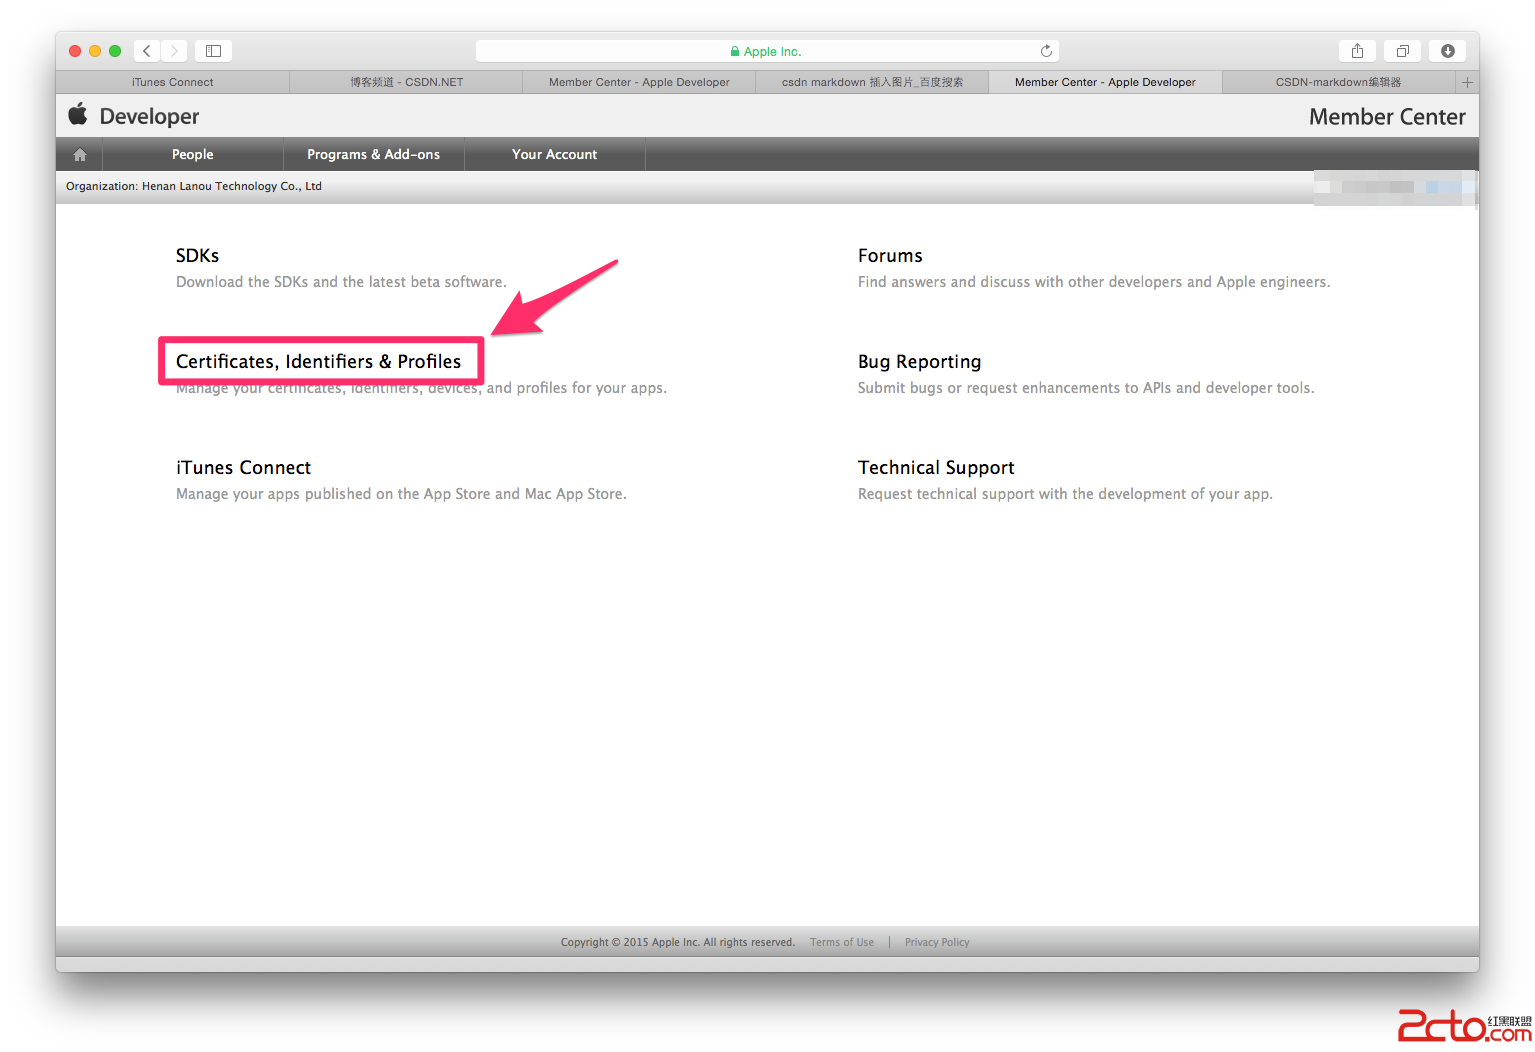 Apple Inc.
iTunes Connect
博客频道 - CSDN.NET
Member Center - Apple Developer
csdn markdown 插入图片_百度搜索
Member Center - Apple Developer
CSDN-markdown编辑器
Developer
Member Center
People
Programs & Add-ons
Your Account
Organization: Henan Lanou Technology Co., Ltd
SDKs
Download the SDKs and the latest beta software.
Forums
Find answers and discuss with other developers and Apple engineers.
Certificates, Identifiers & Profiles
Manage your certificates, identifiers, devices, and profiles for your apps.
Bug Reporting
Submit bugs or request enhancements to APIs and developer tools.
iTunes Connect
Manage your apps published on the App Store and Mac App Store.
Technical Support
Request technical support with the development of your app.
Copyright © 2015 Apple Inc. All rights reserved.
Terms of Use
Privacy Policy
2cto.com
红黑联盟